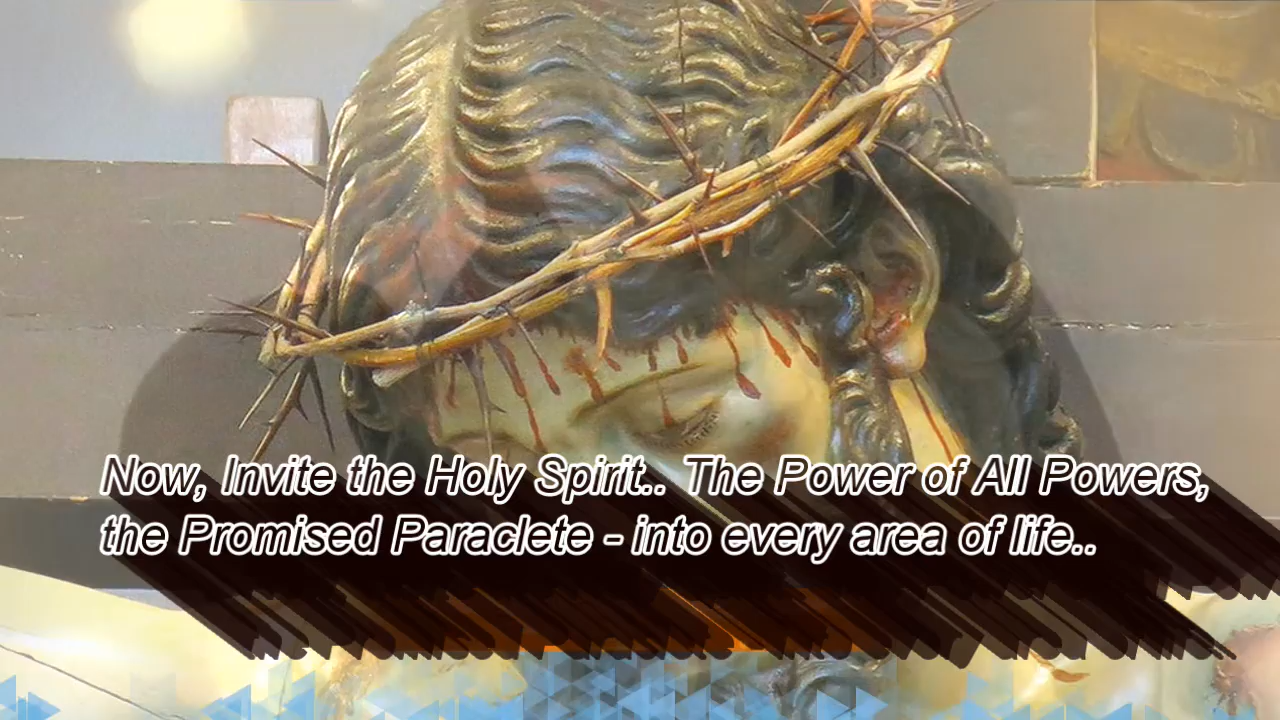 Now, Invite the Holy Spirit.. The Power of All Powers,
the Promised Paraclete - into every area of life..